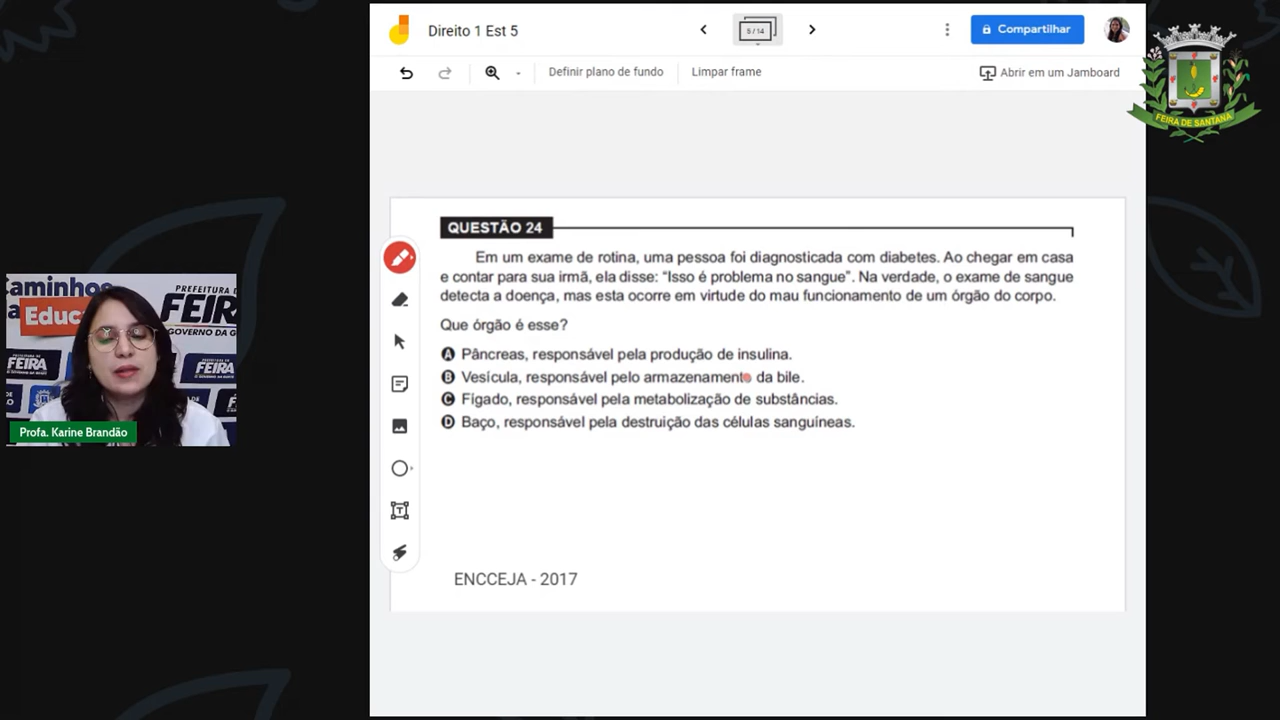 Direito 1 Est 5
5 / 14
Compartilhar
Definir plano de fundo
Limpar frame
Abrir em um Jamboard
FEIRA DE SANTANA
QUESTÃO 24
Em um exame de rotina, uma pessoa foi diagnosticada com diabetes. Ao chegar em casa
e contar para sua irmã, ela disse: “Isso é problema no sangue”. Na verdade, o exame de sangue
detecta a doença, mas esta ocorre em virtude do mau funcionamento de um órgão do corpo.
Que órgão é esse?
A Pâncreas, responsável pela produção de insulina.
B Vesícula, responsável pelo armazenamento da bile.
C Fígado, responsável pela metabolização de substâncias.
D Baço, responsável pela destruição das células sanguíneas.
ENCCEJA - 2017
aminhos
a Educa
PREFEITURA D
FEIR
GOVERNO DA G
FEIRA
FEIRA
FEIRA
Profa. Karine Brandão